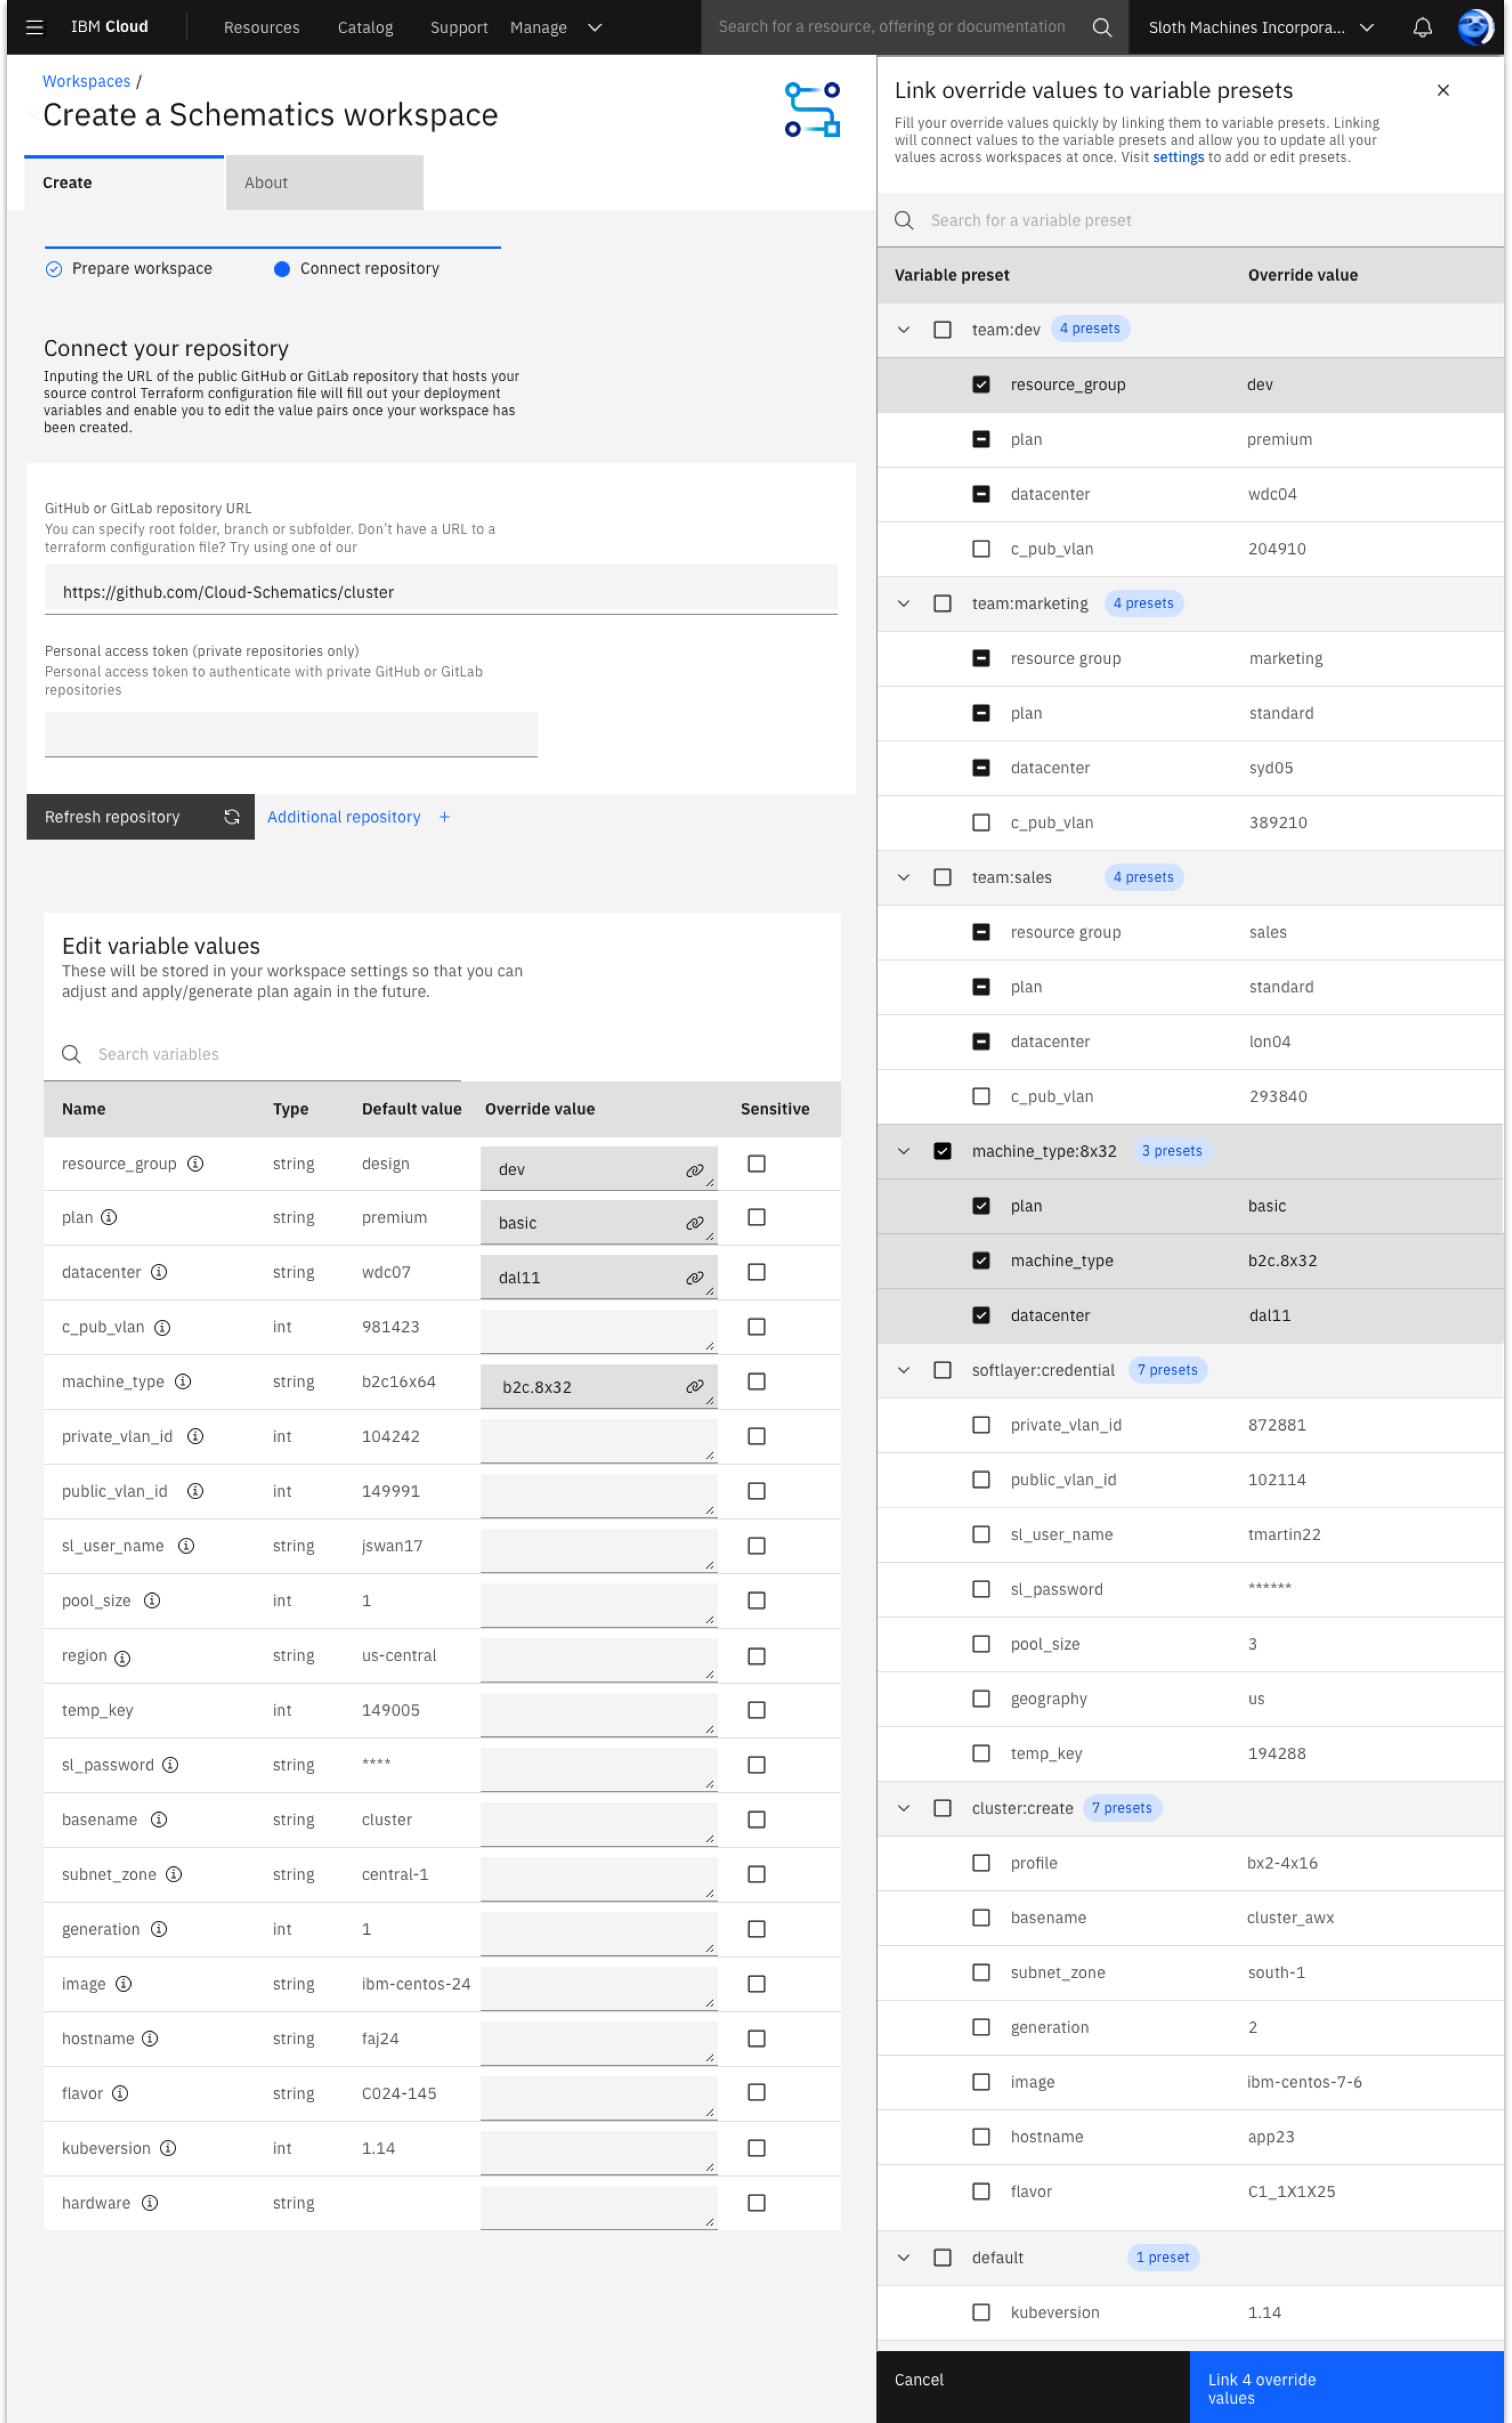 IBM Cloud
Resources
Catalog
Support
Manage
Search for a resource, offering or documentation
Sloth Machines Incorpora...
Workspaces /
Create a Schematics workspace
Create
About
Prepare workspace
Connect repository
Connect your repository
Inputing the URL of the public GitHub or GitLab repository that hosts your
source control Terraform configuration file will fill out your deployment
variables and enable you to edit the value pairs once your workspace has
been created.
GitHub or GitLab repository URL
You can specify root folder, branch or subfolder. Don't have a URL to a
terraform configuration file? Try using one of our
https://github.com/Cloud-Schematics/cluster
Personal access token (private repositories only)
Personal access token to authenticate with private GitHub or GitLab
repositories
Refresh repository
Additional repository +
Edit variable values
These will be stored in your workspace settings so that you can
adjust and apply/generate plan again in the future.
Search variables
Name Type Default value Override value Sensitive
resource_group string design dev
plan string premium basic
datacenter string wdc07 dal11
c_pub_vlan int 981423
machine_type string b2c16x64 b2c.8x32
private_vlan_id int 104242
public_vlan_id int 149991
sl_user_name string jswan17
pool_size int 1
region string us-central
temp_key int 149005
sl_password string ****
basename string cluster
subnet_zone string central-1
generation int 1
image string ibm-centos-24
hostname string faj24
flavor string C024-145
kubeversion int 1.14
hardware string
Link override values to variable presets
Fill your override values quickly by linking them to variable presets. Linking
will connect values to the variable presets and allow you to update all your
values across workspaces at once. Visit settings to add or edit presets.
Search for a variable preset
Variable preset Override value
team:dev 4 presets
resource_group dev
plan premium
datacenter wdc04
c_pub_vlan 204910
team:marketing 4 presets
resource group marketing
plan standard
datacenter syd05
c_pub_vlan 389210
team:sales 4 presets
resource group sales
plan standard
datacenter lon04
c_pub_vlan 293840
machine_type:8x32 3 presets
plan basic
machine_type b2c.8x32
datacenter dal11
softlayer:credential 7 presets
private_vlan_id 872881
public_vlan_id 102114
sl_user_name tmartin22
sl_password ******
pool_size 3
geography us
temp_key 194288
cluster:create 7 presets
profile bx2-4x16
basename cluster_awx
subnet_zone south-1
generation 2
image ibm-centos-7-6
hostname app23
flavor C1_1X1X25
default 1 preset
kubeversion 1.14
Cancel
Link 4 override
values